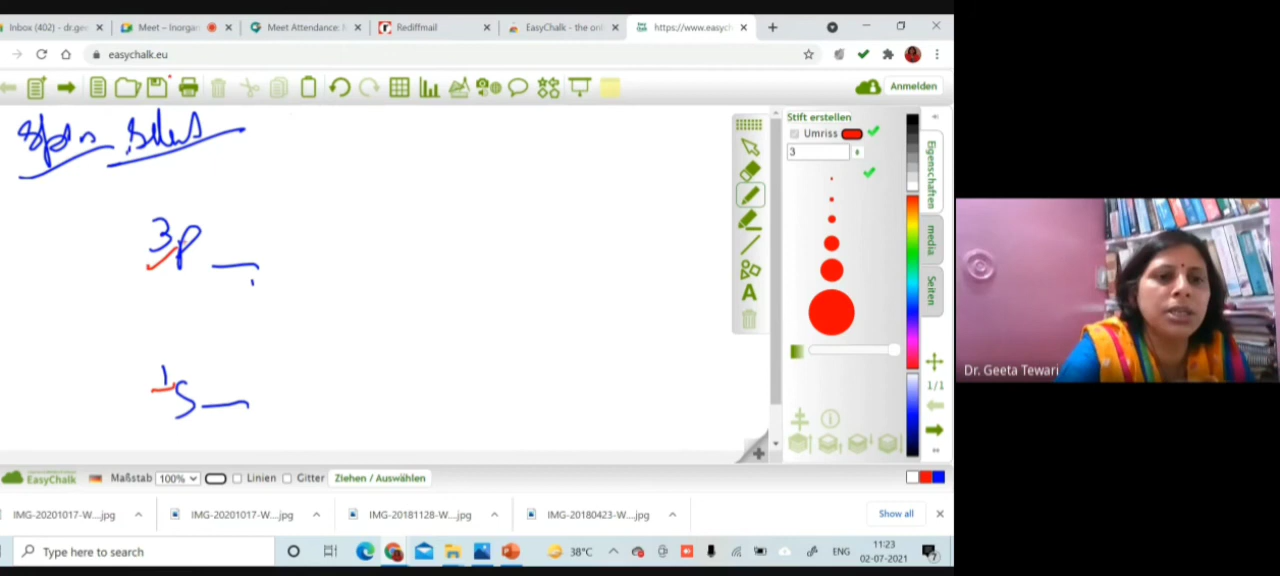 Inbox (402) - dr.gee
Meet – Inorgan
Meet Attendance:
Rediffmail
EasyChalk - the onli
https://www.easych
easychalk.eu
Anmelden
Stift erstellen
Umriss
3
Eigenschaften
media
Seiten
1/1
3P
1S
Dr. Geeta Tewari
EasyChalk
Maßstab 100% Linien Gitter Ziehen / Auswählen
IMG-20201017-W....jpg
IMG-20201017-W....jpg
IMG-20181128-W....jpg
IMG-20180423-W....jpg
Show all
Type here to search
38°C
ENG
11:23
02-07-2021